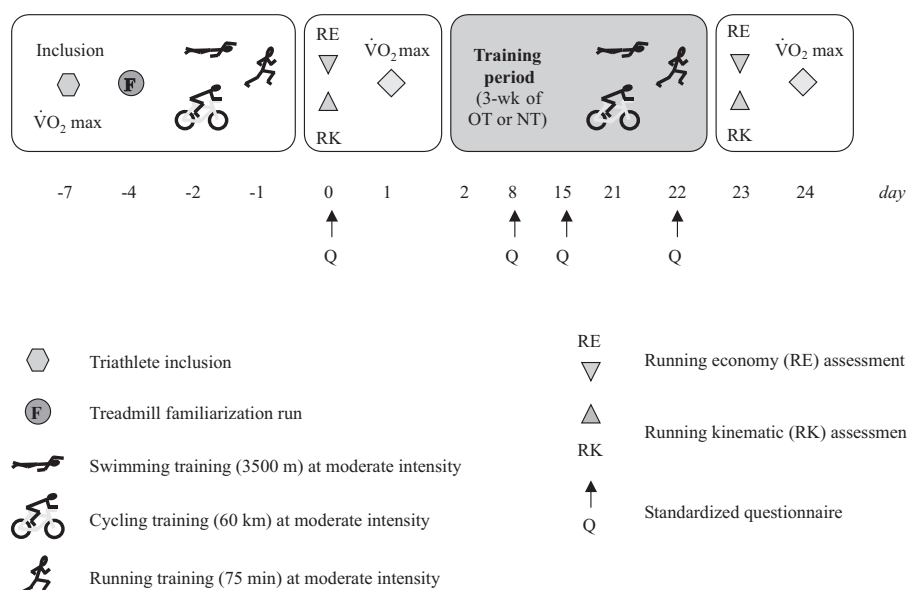 Inclusion
F
V̇O₂ max
RE
RK
V̇O₂ max
Training
period
(3-wk of
OT or NT)
RE
RK
V̇O₂ max
-7 -4 -2 -1 0 1 2 8 15 21 22 23 24 day
Q Q Q Q
Triathlete inclusion
F Treadmill familiarization run
Swimming training (3500 m) at moderate intensity
Cycling training (60 km) at moderate intensity
Running training (75 min) at moderate intensity
RE
Running economy (RE) assessment
Running kinematic (RK) assessmen
RK
Standardized questionnaire
Q